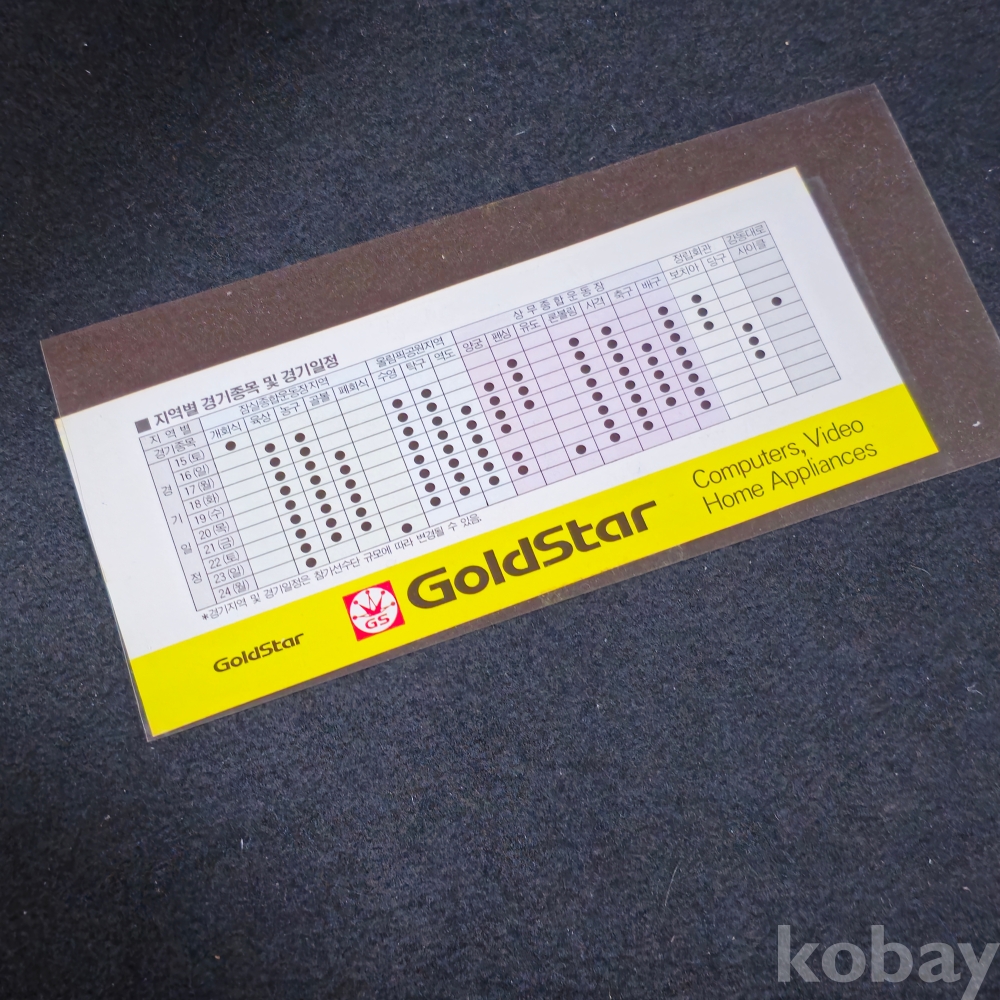 ■ 지역별 경기종목 및 경기일정
지역별 잠실종합운동장지역 올림픽공원지역 상무종합운동장 정립회관 강동대로
경기종목 개회식 육상 농구 골볼 폐회식 수영 탁구 역도 양궁 펜싱 유도 론볼링 사격 축구 배구 보치아 당구 사이클
경기일정
15(토) ●
16(일)
17(월)
18(화)
19(수)
20(목)
21(금)
22(토)
23(일)
24(월)
*경기지역 및 경기일정은 참가선수단 규모에 따라 변경될 수 있음.
GoldStar
GS
GoldStar
Computers, Video
Home Appliances
kobay